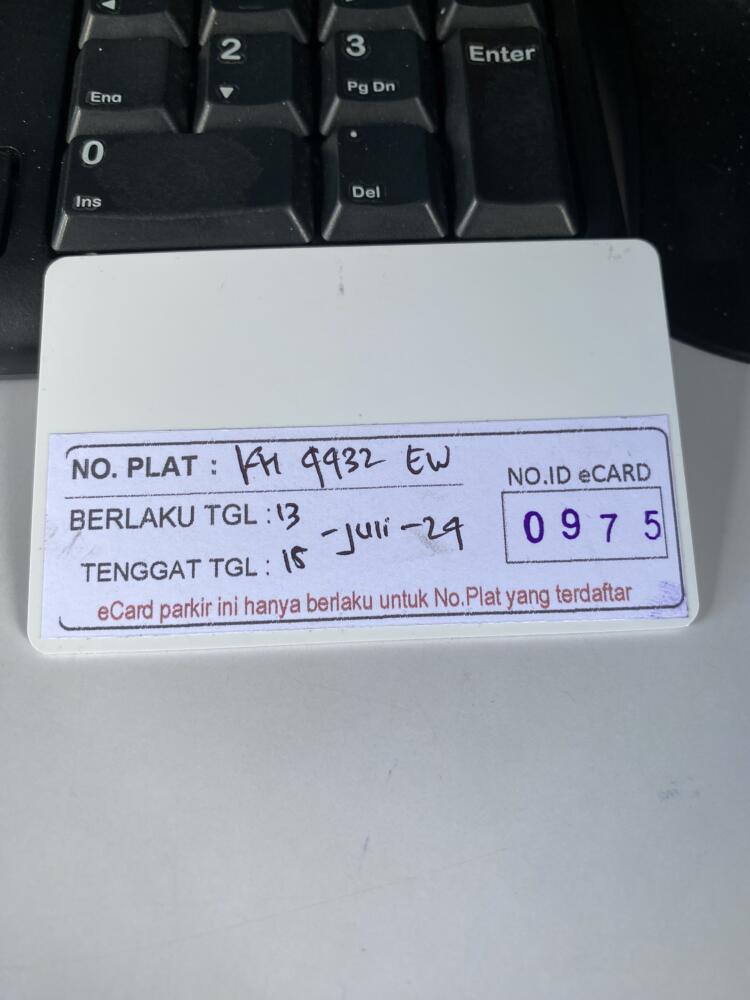 2
3
Enter
End
Pg Dn
0
.
Ins
Del
NO. PLAT : KH 9932 EW
NO.ID eCARD
BERLAKU TGL : 13
0975
-Juli-24
TENGGAT TGL : 15
eCard parkir ini hanya berlaku untuk No.Plat yang terdaftar